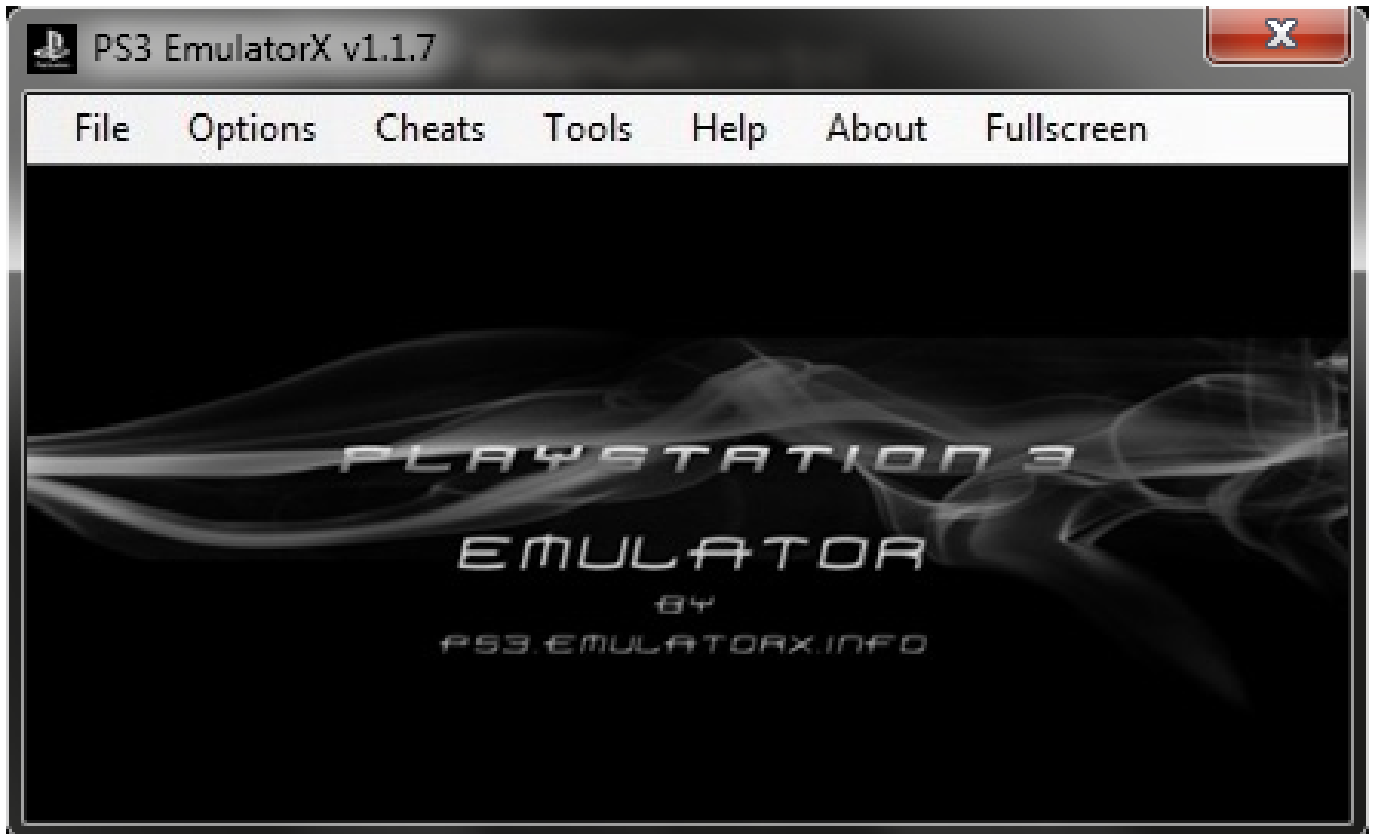 PS3 EmulatorX v1.1.7
File Options Cheats Tools Help About Fullscreen
PLAYSTATION 3
EMULATOR
BY
PS3.EMULATORX.INFO